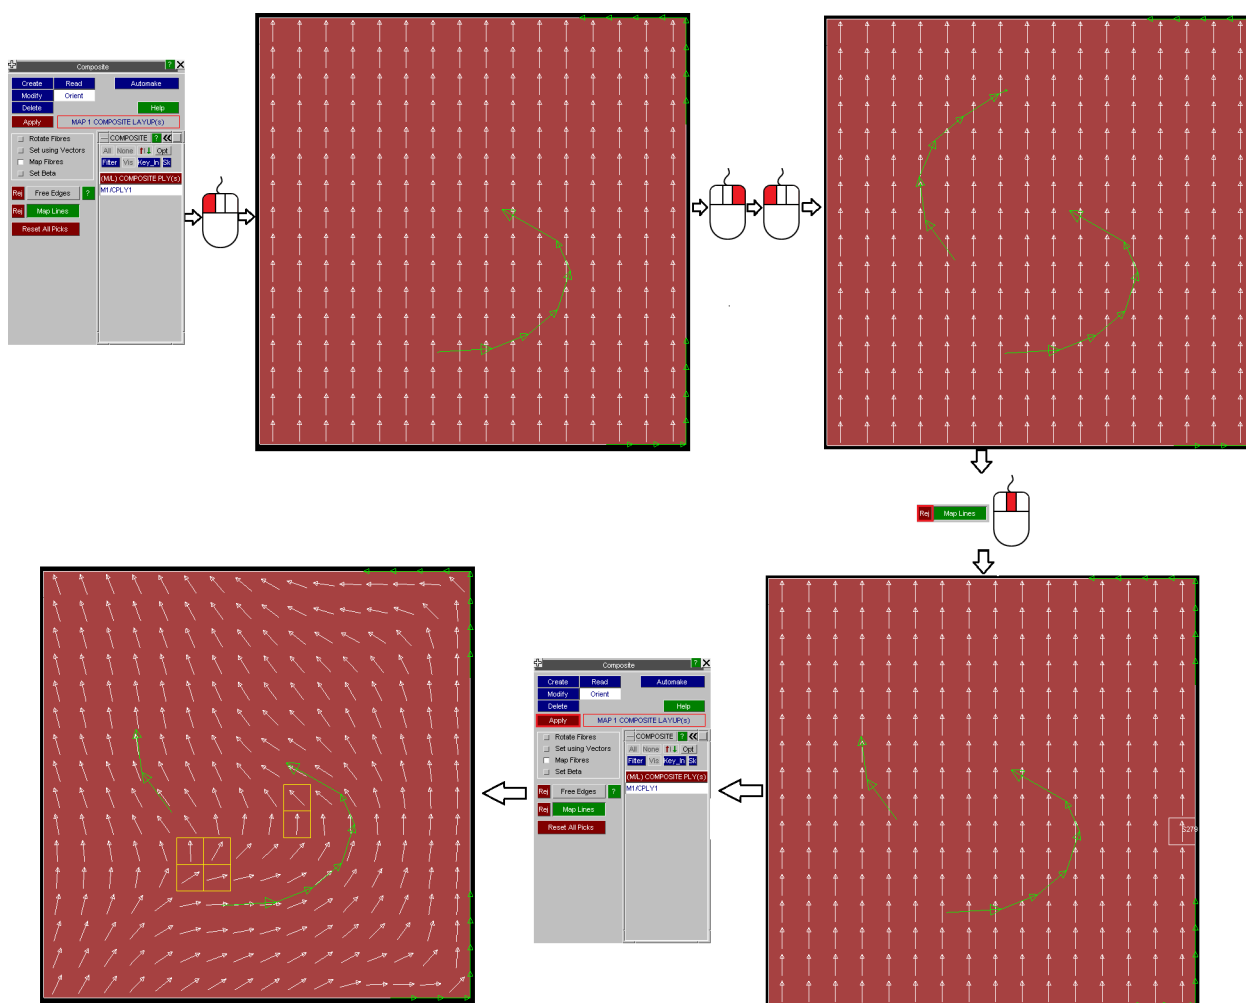 Composite ? X
Create Read Automake
Modify Orient
Delete Help
Apply MAP 1 COMPOSITE LAYUP(s)
Rotate Fibres
Set using Vectors
Map Fibres
Set Beta
COMPOSITE ? <<
All None Opt
Filter Vis Key_In Sk
(M/L) COMPOSITE PLY(s)
M1/CPLY1
Rej Free Edges ?
Rej Map Lines
Reset All Picks
Rej Map Lines
Composite ? X
Create Read Automake
Modify Orient
Delete Help
Apply MAP 1 COMPOSITE LAYUP(s)
Rotate Fibres
Set using Vectors
Map Fibres
Set Beta
COMPOSITE ? <<
All None Opt
Filter Vis Key_In Sk
(M/L) COMPOSITE PLY(s)
M1/CPLY1
Rej Free Edges ?
Rej Map Lines
Reset All Picks
S279